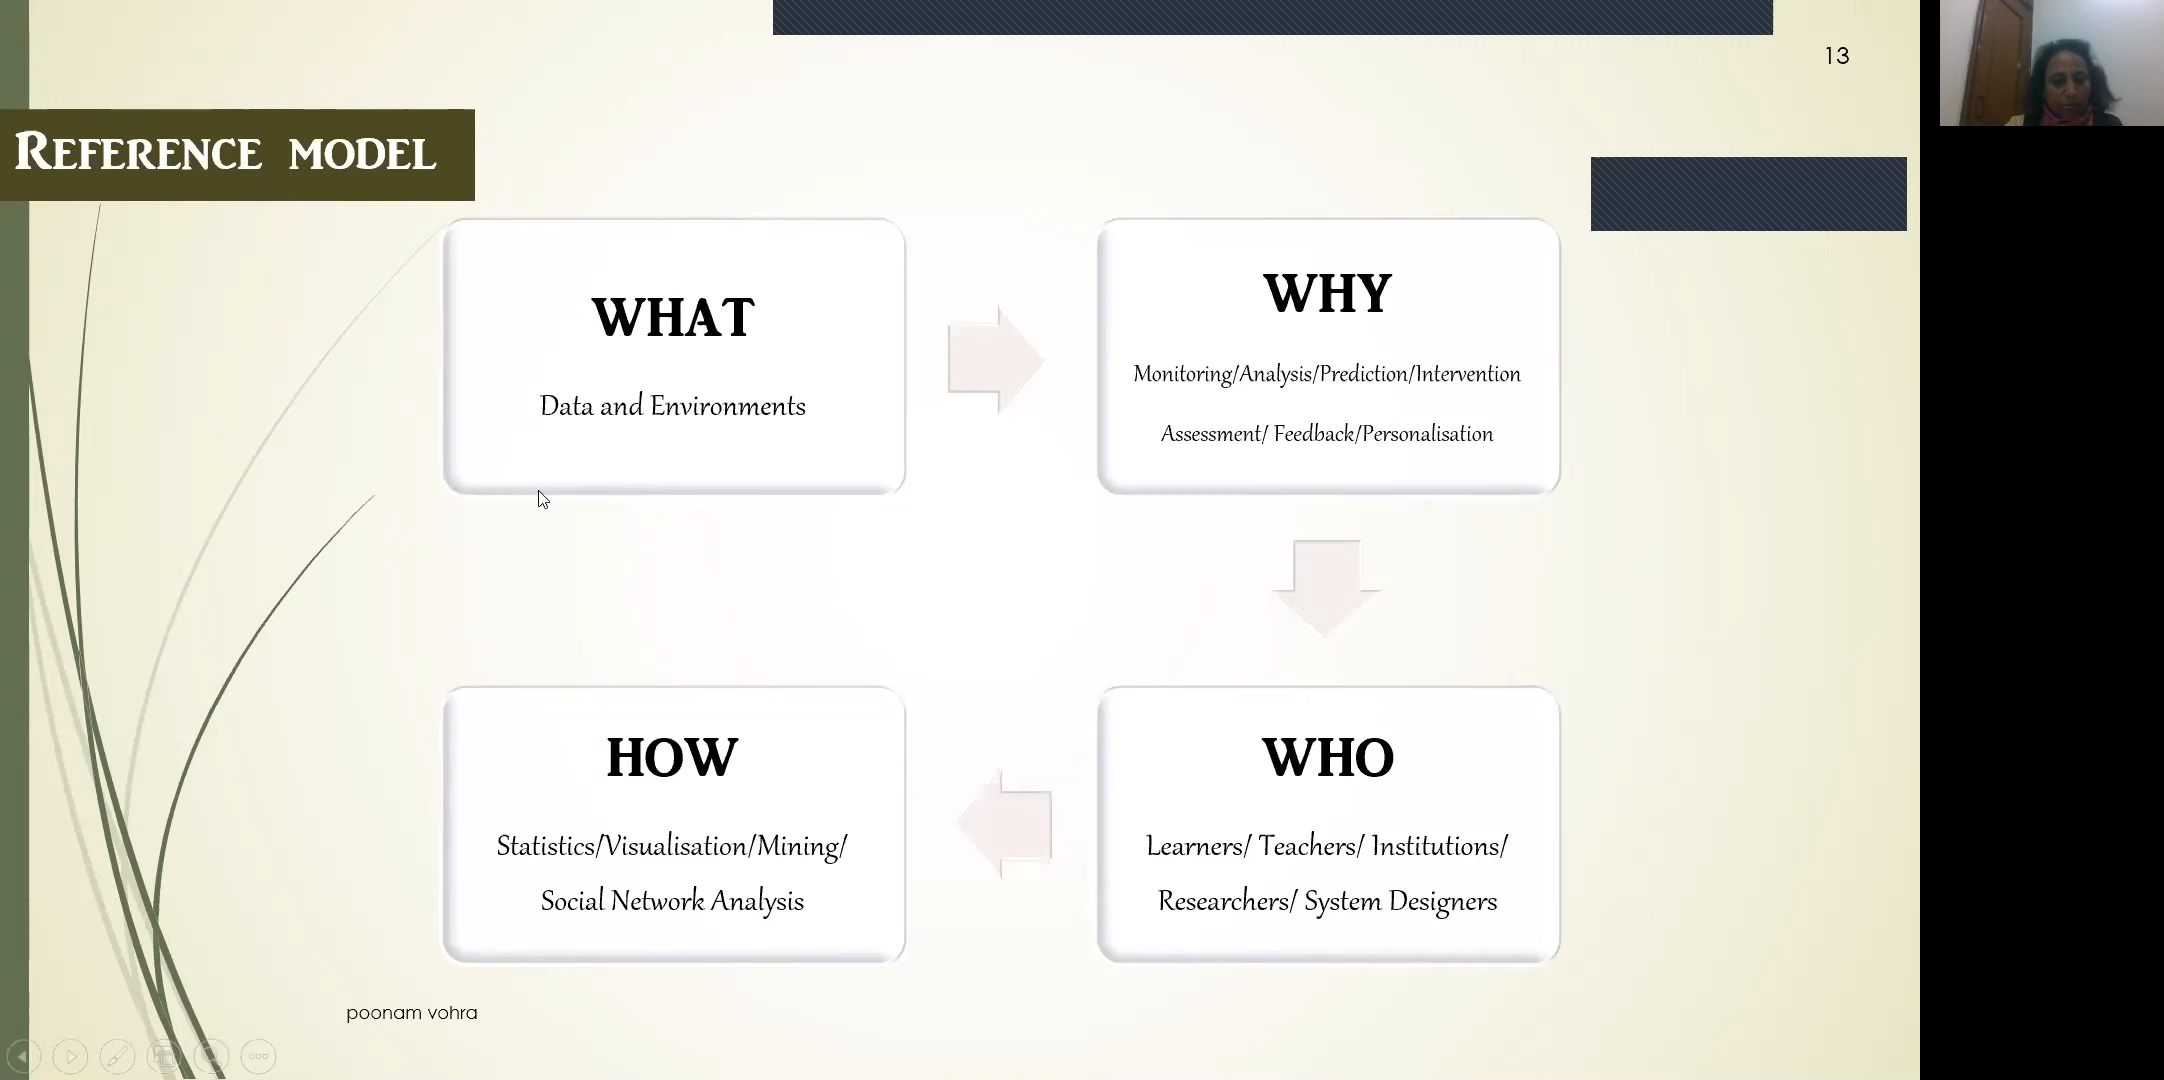 13
REFERENCE MODEL
WHAT
Data and Environments
WHY
Monitoring/Analysis/Prediction/Intervention
Assessment/ Feedback/Personalisation
WHO
Learners/ Teachers/ Institutions/
Researchers/ System Designers
HOW
Statistics/Visualisation/Mining/
Social Network Analysis
poonam vohra